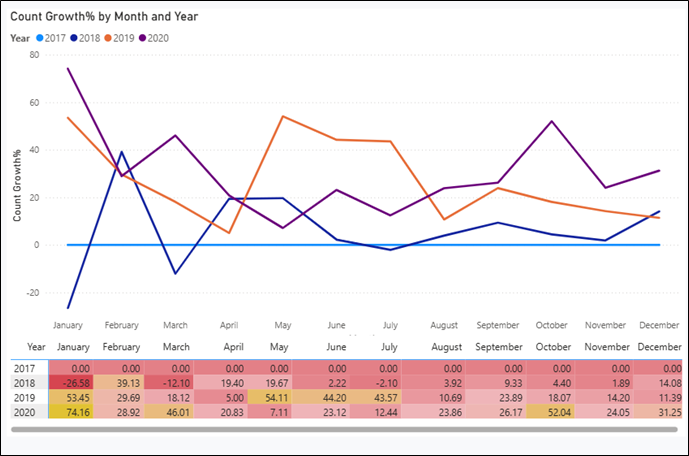 Count Growth% by Month and Year
Year 2017 2018 2019 2020
80
60
40
20
0
-20
Count Growth%
January February March April May June July August September October November December
Year January February March April May June July August September October November December
2017 0.00 0.00 0.00 0.00 0.00 0.00 0.00 0.00 0.00 0.00 0.00 0.00
2018 -26.58 39.13 -12.10 19.40 19.67 2.22 -2.10 3.92 9.33 4.40 1.89 14.08
2019 53.45 29.69 18.12 5.00 54.11 44.20 43.57 10.69 23.89 18.07 14.20 11.39
2020 74.16 28.92 46.01 20.83 7.11 23.12 12.44 23.86 26.17 52.04 24.05 31.25